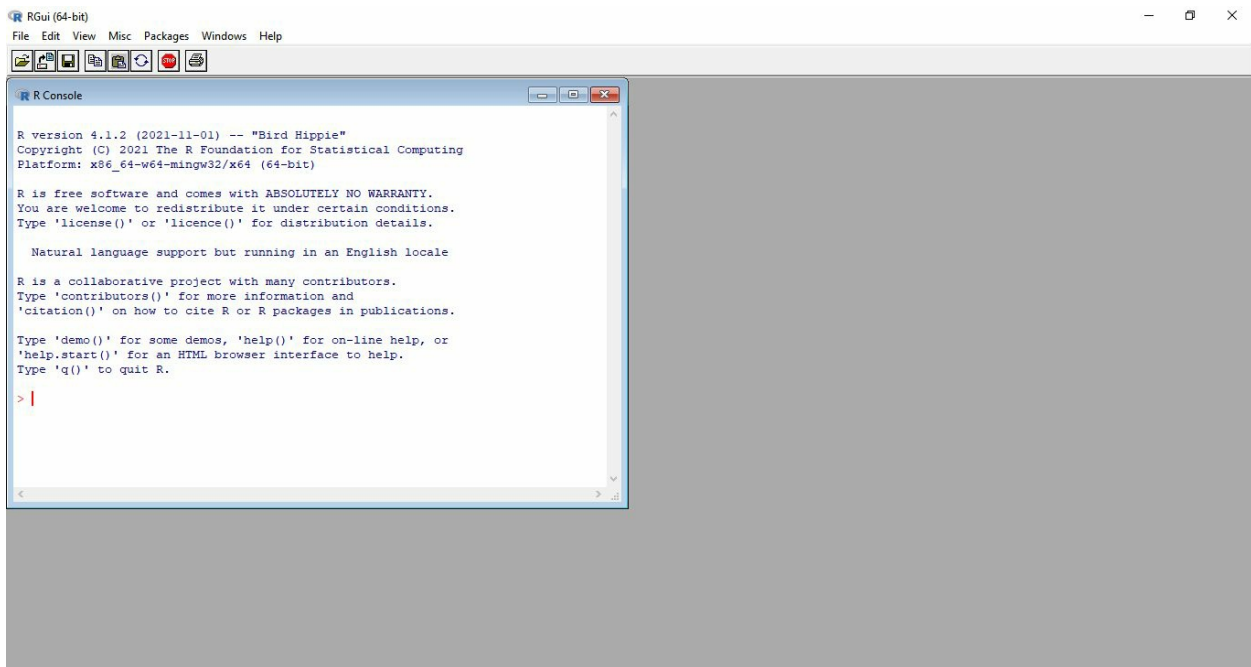 RGui (64-bit)
File Edit View Misc Packages Windows Help
STOP
R Console
R version 4.1.2 (2021-11-01) -- "Bird Hippie"
Copyright (C) 2021 The R Foundation for Statistical Computing
Platform: x86_64-w64-mingw32/x64 (64-bit)
R is free software and comes with ABSOLUTELY NO WARRANTY.
You are welcome to redistribute it under certain conditions.
Type 'license()' or 'licence()' for distribution details.
Natural language support but running in an English locale
R is a collaborative project with many contributors.
Type 'contributors()' for more information and
'citation()' on how to cite R or R packages in publications.
Type 'demo()' for some demos, 'help()' for on-line help, or
'help.start()' for an HTML browser interface to help.
Type 'q()' to quit R.
>